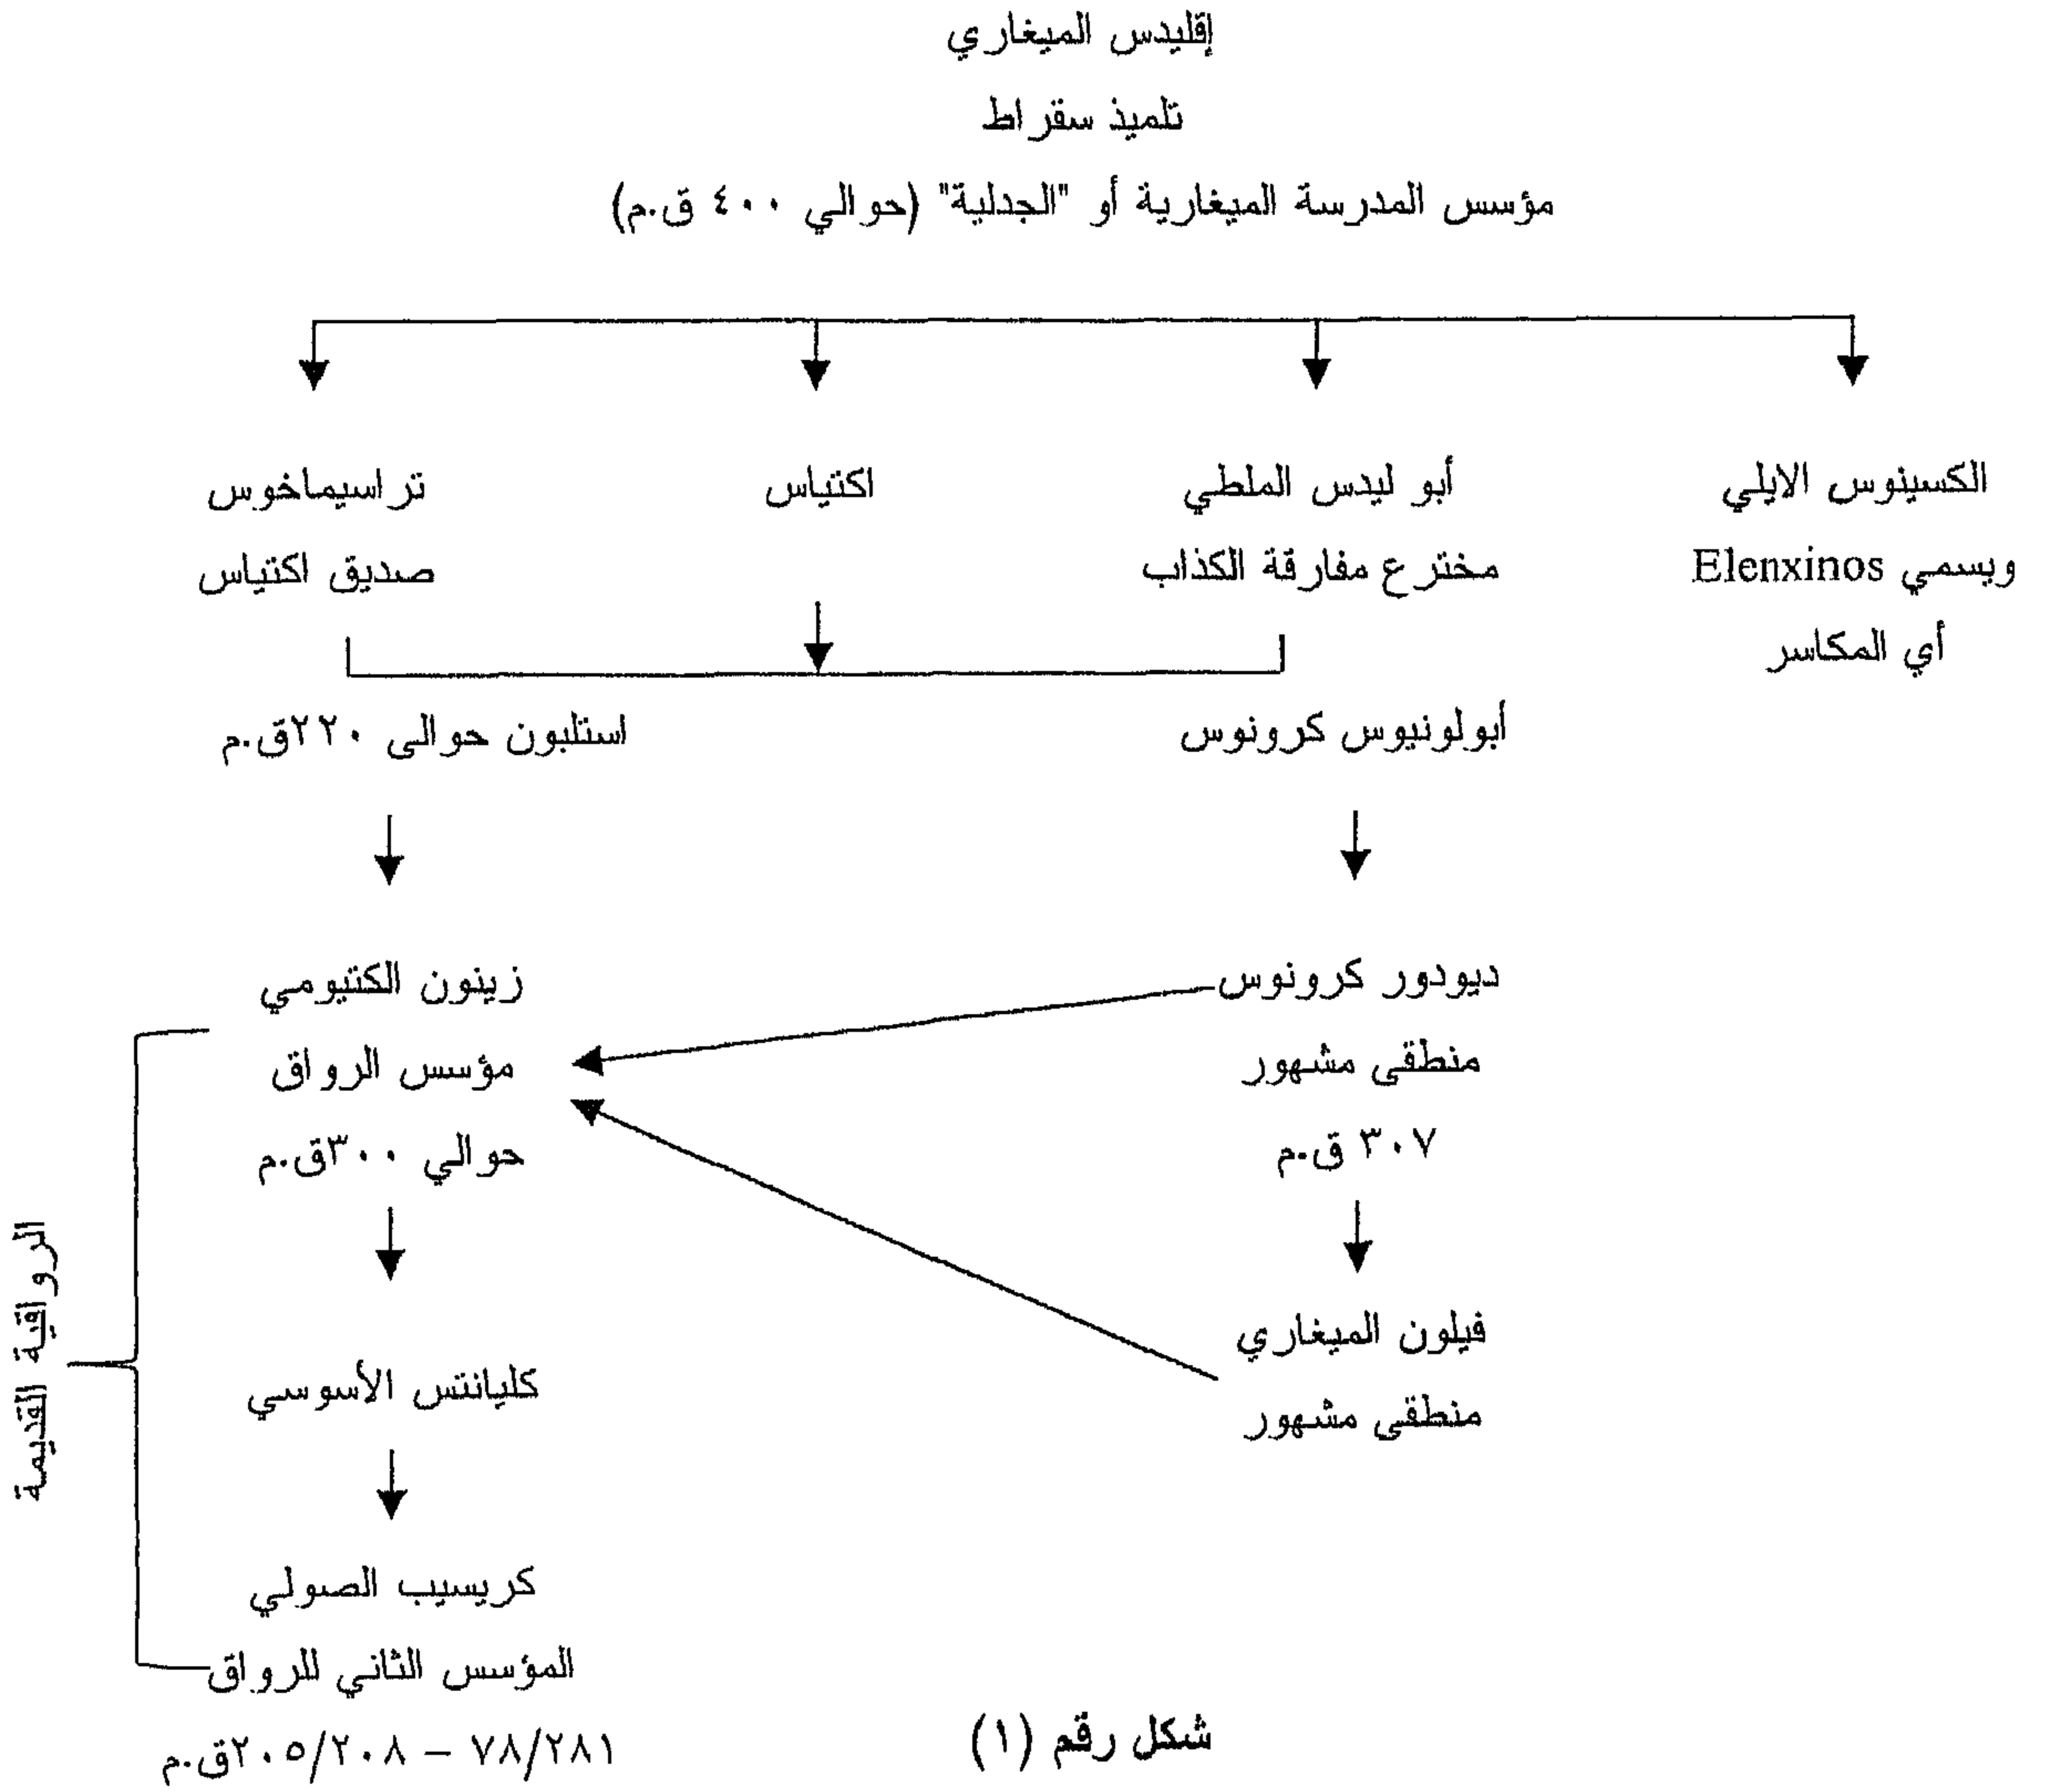 إقليدس الميغاري
تلميذ سقراط
مؤسس المدرسة الميغارية أو "الجدلية" (حوالي ٤٠٠ ق.م)
الكسينوس الايلي
ويسمي Elenxinos
أي المكاسر
أبو ليدس الملطي
مخترع مفارقة الكذاب
اكتياس
تراسيماخوس
صديق اكتياس
أبولونيوس كرونوس
استلبون حوالى ٢٢٠ق.م
ديودور كرونوس
منطقى مشهور
٣٠٧ ق.م
زينون الكتيومي
مؤسس الرواق
حوالي ٣٠٠ق.م
فيلون الميغاري
منطقى مشهور
كليانتس الأسوسي
كريسيب الصولي
المؤسس الثاني للرواق
٧٨/٢٨١ – ٢٠٥/٢٠٨ق.م
الرواقية القديمة
شكل رقم (١)